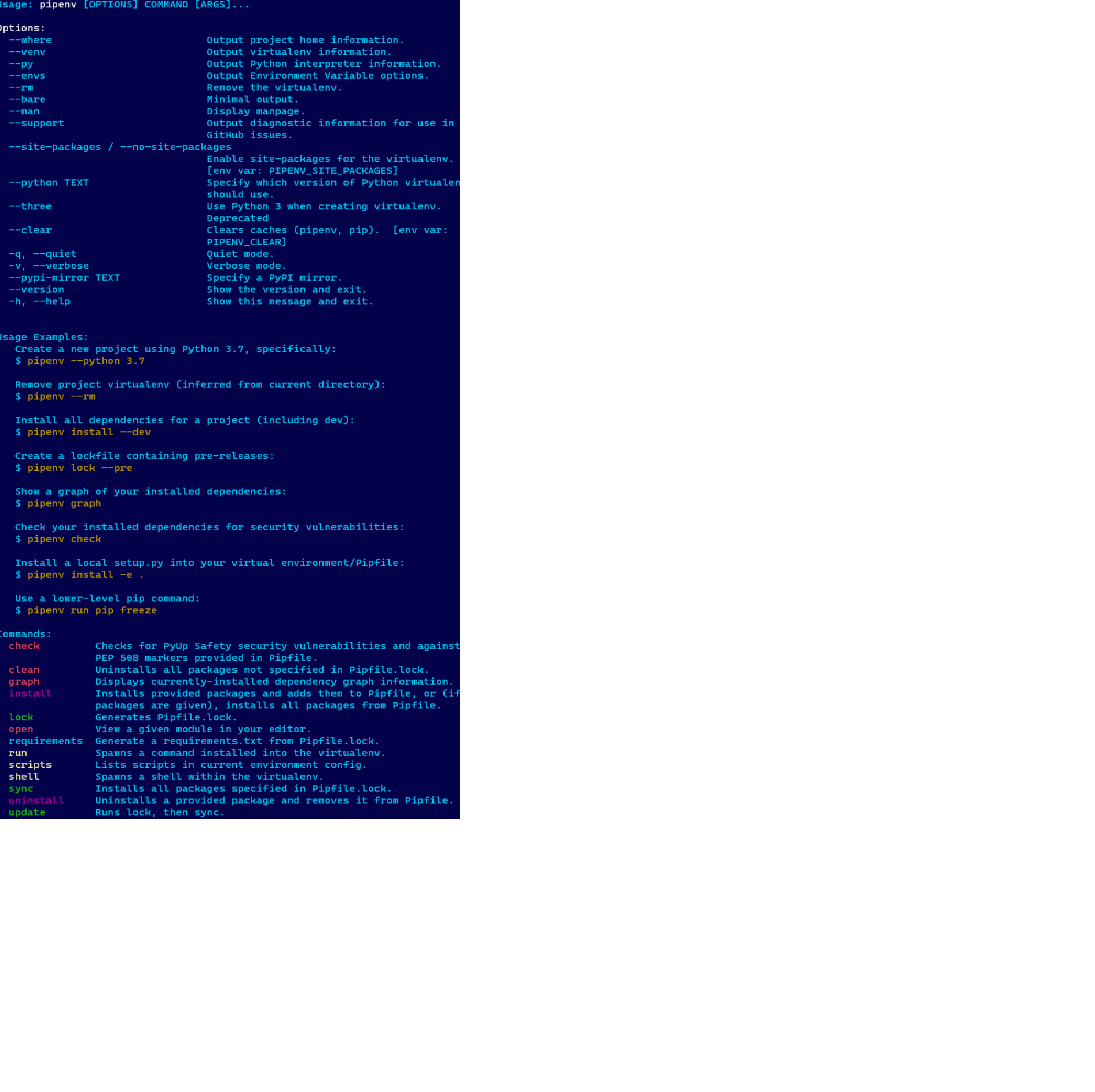 Usage: pipenv [OPTIONS] COMMAND [ARGS]...
Options:
--where Output project home information.
--venv Output virtualenv information.
--py Output Python interpreter information.
--envs Output Environment Variable options.
--rm Remove the virtualenv.
--bare Minimal output.
--man Display manpage.
--support Output diagnostic information for use in
GitHub issues.
--site-packages / --no-site-packages
Enable site-packages for the virtualenv.
[env var: PIPENV_SITE_PACKAGES]
--python TEXT Specify which version of Python virtualen
should use.
--three Use Python 3 when creating virtualenv.
Deprecated
--clear Clears caches (pipenv, pip).  [env var:
PIPENV_CLEAR]
-q, --quiet Quiet mode.
-v, --verbose Verbose mode.
--pypi-mirror TEXT Specify a PyPI mirror.
--version Show the version and exit.
-h, --help Show this message and exit.
Usage Examples:
Create a new project using Python 3.7, specifically:
$ pipenv --python 3.7
Remove project virtualenv (inferred from current directory):
$ pipenv --rm
Install all dependencies for a project (including dev):
$ pipenv install --dev
Create a lockfile containing pre-releases:
$ pipenv lock --pre
Show a graph of your installed dependencies:
$ pipenv graph
Check your installed dependencies for security vulnerabilities:
$ pipenv check
Install a local setup.py into your virtual environment/Pipfile:
$ pipenv install -e .
Use a lower-level pip command:
$ pipenv run pip freeze
Commands:
check Checks for PyUp Safety security vulnerabilities and against
PEP 508 markers provided in Pipfile.
clean Uninstalls all packages not specified in Pipfile.lock.
graph Displays currently-installed dependency graph information.
install Installs provided packages and adds them to Pipfile, or (if
packages are given), installs all packages from Pipfile.
lock Generates Pipfile.lock.
open View a given module in your editor.
requirements Generate a requirements.txt from Pipfile.lock.
run Spawns a command installed into the virtualenv.
scripts Lists scripts in current environment config.
shell Spawns a shell within the virtualenv.
sync Installs all packages specified in Pipfile.lock.
uninstall Uninstalls a provided package and removes it from Pipfile.
update Runs lock, then sync.